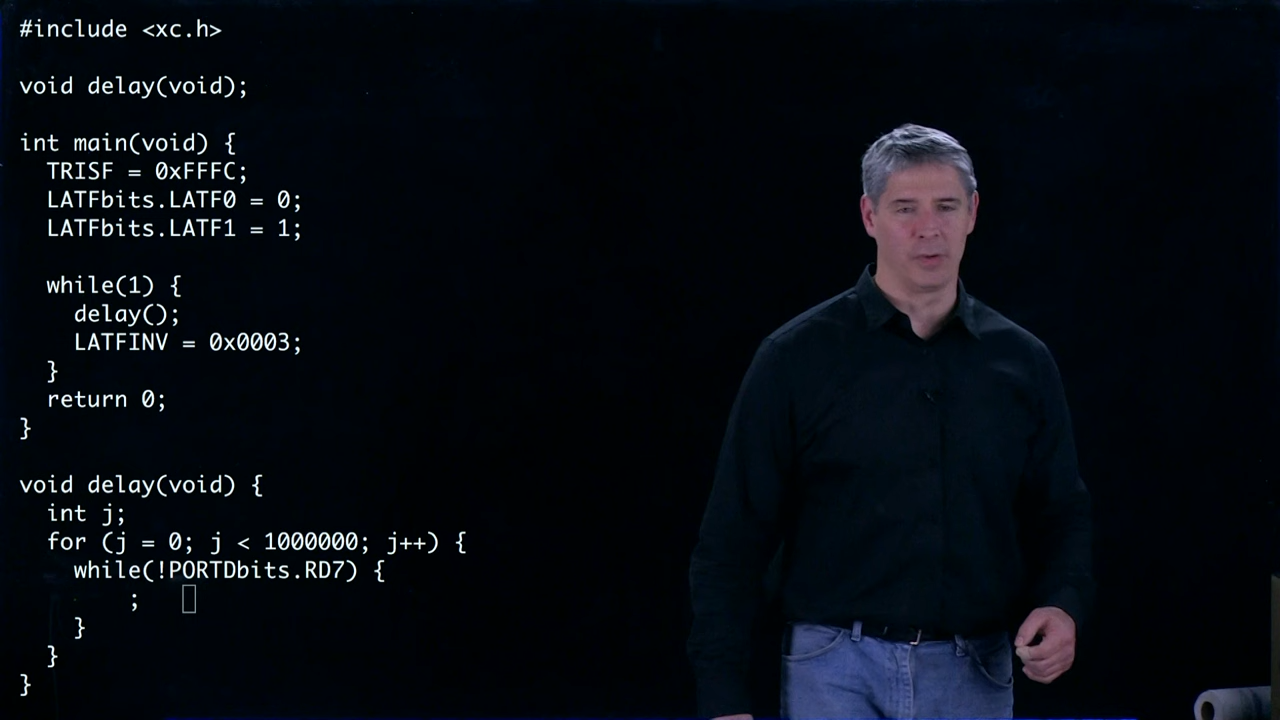 #include <xc.h>
void delay(void);
int main(void) {
TRISF = 0xFFFC;
LATFbits.LATF0 = 0;
LATFbits.LATF1 = 1;
while(1) {
delay();
LATFINV = 0x0003;
}
return 0;
}
void delay(void) {
int j;
for (j = 0; j < 1000000; j++) {
while(!PORTDbits.RD7) {
;
}
}
}